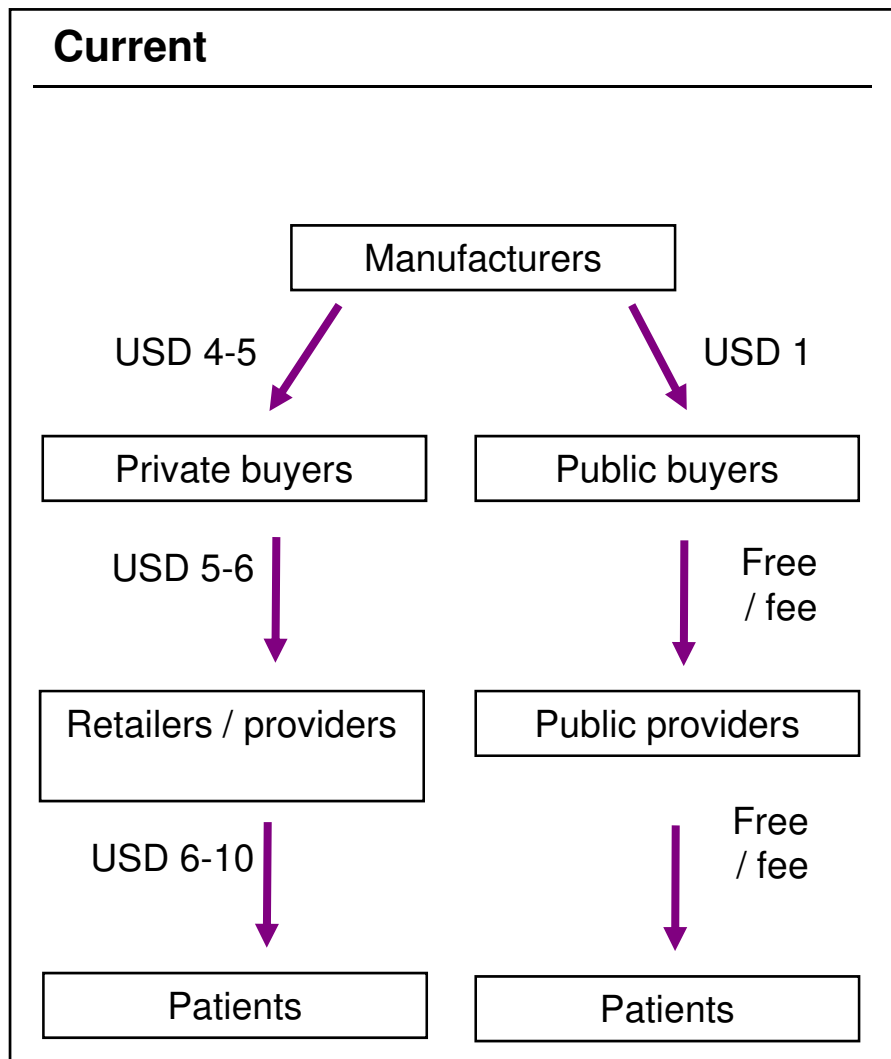 Current
Manufacturers
USD 4-5
USD 1
Private buyers
Public buyers
USD 5-6
Free
/ fee
Retailers / providers
Public providers
USD 6-10
Free
/ fee
Patients
Patients